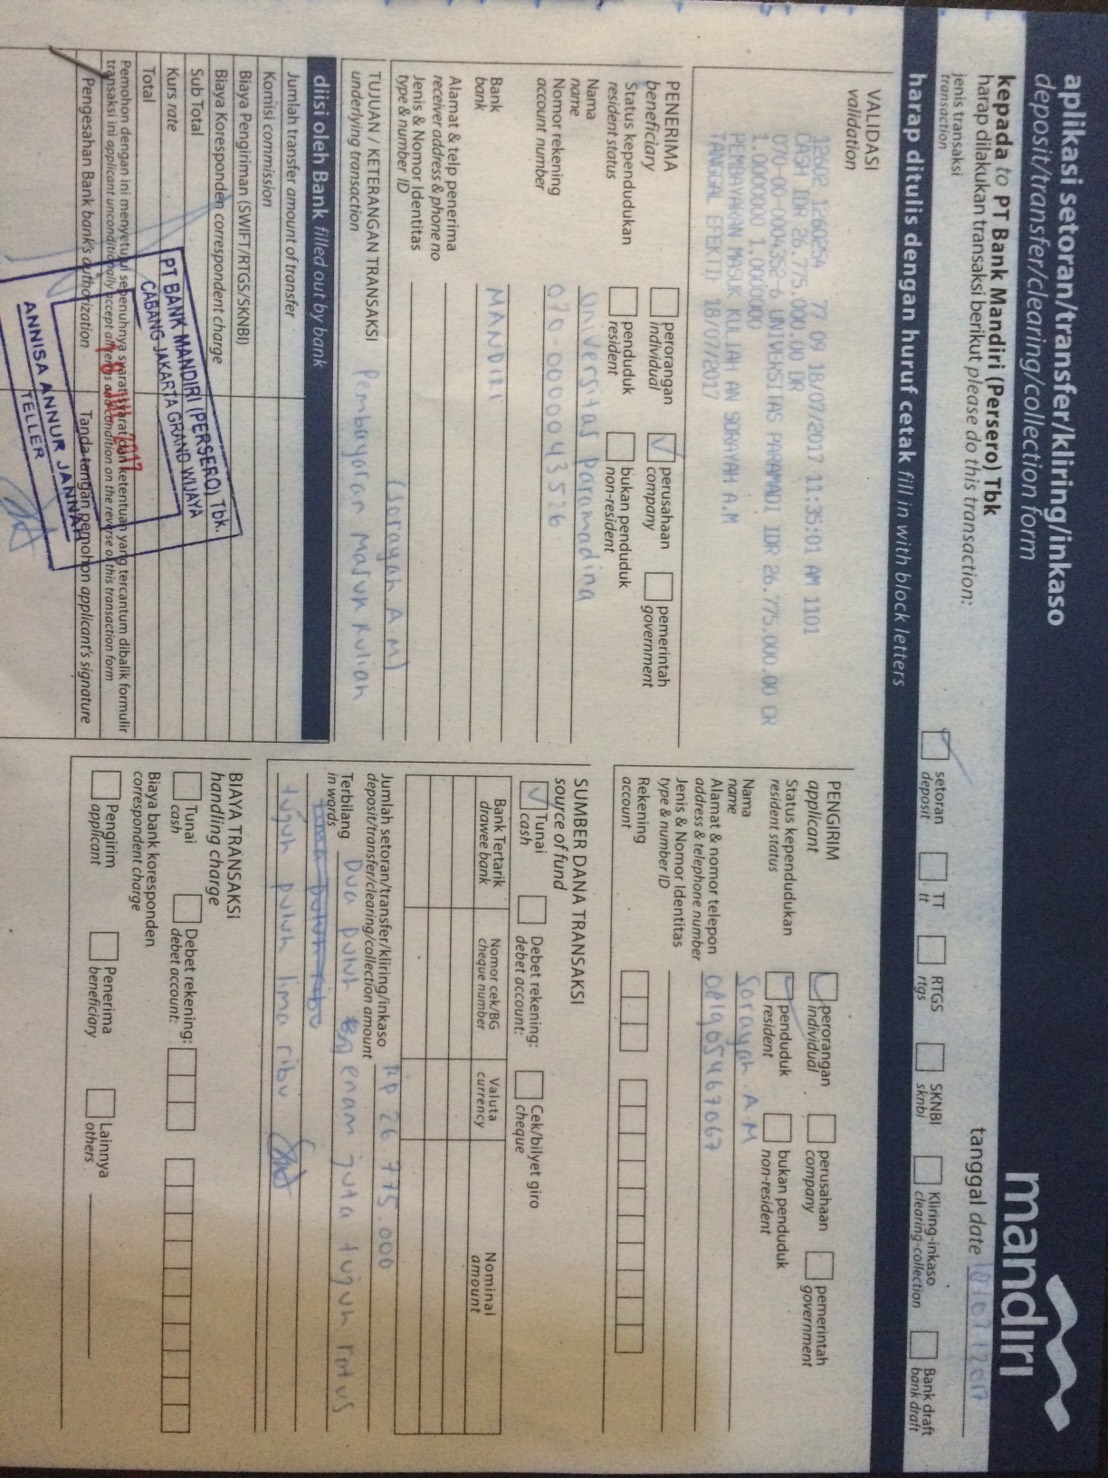 aplikasi setoran/transfer/kliring/inkaso
deposit/transfer/clearing/collection form
mandiri
kepada to PT Bank Mandiri (Persero) Tbk
harap dilakukan transaksi berikut please do this transaction:
tanggal date 18/07/2017
jenis transaksi
transaction
setoran
deposit
TT
tt
RTGS
rtgs
SKNBI
sknbi
Kliring-inkaso
clearing-collection
Bank draft
bank draft
harap ditulis dengan huruf cetak fill in with block letters
VALIDASI
validation
12602 1260254 77 09 18/07/2017 11:35:01 AM 1101
CASH IDR 26.775.000.00 DR
070-00-0004352-6 UNIVERSITAS PARAMADI IDR 26.775.000.00 CR
1.0000000 1.0000000
PEMBAYARAN MASUK KULIAH AN SORAYAH A.M
TANGGAL EFEKTIF 18/07/2017
PENERIMA
beneficiary
perorangan
individual
perusahaan
company
pemerintah
government
Status kependudukan
resident status
penduduk
resident
bukan penduduk
non-resident
Nama
name
Universitas Paramadina
Nomor rekening
account number
070-0000043526
Bank
bank
MANDIRI
Alamat & telp penerima
receiver address & phone no
Jenis & Nomor Identitas
type & number ID
(Sorayah A.M)
TUJUAN / KETERANGAN TRANSAKSI
underlying transaction
Pembayaran Masuk Kuliah
diisi oleh Bank filled out by bank
Jumlah transfer amount of transfer
Komisi commission
Biaya Pengiriman (SWIFT/RTGS/SKNBI)
Biaya Koresponden correspondent charge
Sub Total
Kurs rate
Total
Pemohon dengan ini menyetujui sepenuhnya syarat-syarat dan ketentuan yang tercantum dibalik formulir
transaksi ini applicant unconditionally accept all terms and condition on the reverse of this transaction form
Pengesahan Bank bank's authorization
Tanda tangan pemohon applicant's signature
PT BANK MANDIRI (PERSERO) Tbk.
CABANG JAKARTA GRAND WIJAYA
2017
ANNISA ANNUR JANNAH
TELLER
PENGIRIM
applicant
perorangan
individual
perusahaan
company
pemerintah
government
Status kependudukan
resident status
penduduk
resident
bukan penduduk
non-resident
Nama
name
Sorayah A.M
Alamat & nomor telepon
address & telephone number
081905467067
Jenis & Nomor Identitas
type & number ID
Rekening
account
SUMBER DANA TRANSAKSI
source of fund
Tunai
cash
Debet rekening:
debet account:
Cek/bilyet giro
cheque
Bank Tertarik
drawee bank
Nomor cek/BG
cheque number
Valuta
currency
Nominal
amount
Jumlah setoran/transfer/kliring/inkaso
deposit/transfer/clearing/collection amount
Rp 26.775.000
Terbilang
in words
Dua puluh enam juta tujuh ratus
lima puluh ribu
tujuh puluh lima ribu
BIAYA TRANSAKSI
handling charge
Tunai
cash
Debet rekening:
debet account:
Biaya bank koresponden
correspondent charge
Pengirim
applicant
Penerima
beneficiary
Lainnya
others